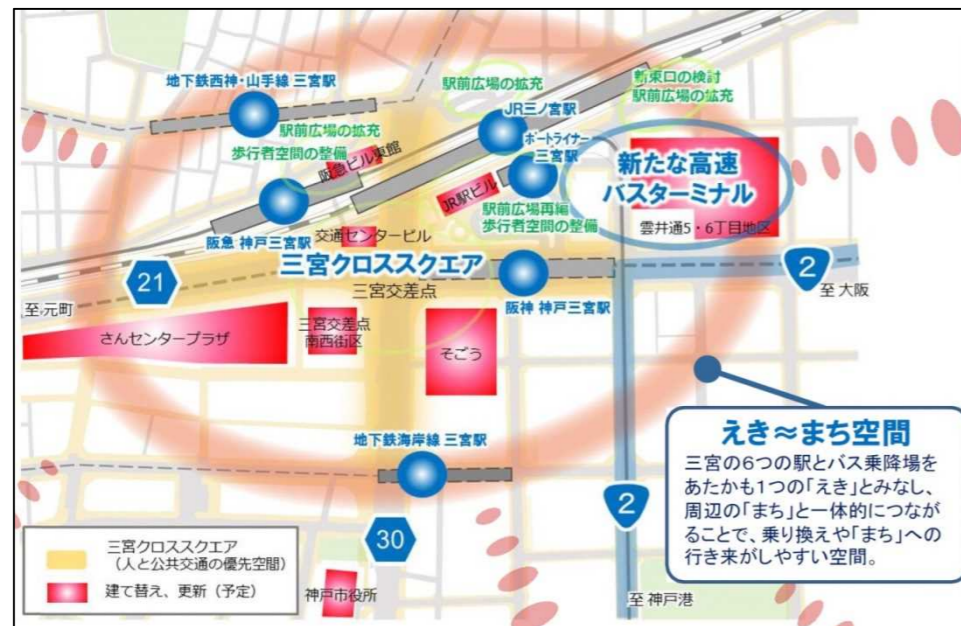 地下鉄西神・山手線 三宮駅
駅前広場の拡充
歩行者空間の整備
阪急ビル東館
駅前広場の拡充
JR三ノ宮駅
新東口の検討
駅前広場の拡充
ポートライナー
三宮駅
新たな高速
バスターミナル
雲井通5・6丁目地区
JR駅ビル
駅前広場再編
歩行者空間の整備
阪急 神戸三宮駅
交通センタービル
三宮クロススクエア
三宮交差点
阪神 神戸三宮駅
21
2
至 大阪
至 元町
さんセンタープラザ
三宮交差点
南西街区
そごう
地下鉄海岸線 三宮駅
えき≈まち空間
三宮の6つの駅とバス乗降場を
あたかも1つの「えき」とみなし、
周辺の「まち」と一体的につなが
ることで、乗り換えや「まち」への
行き来がしやすい空間。
2
30
三宮クロススクエア
（人と公共交通の優先空間）
建て替え、更新（予定）
神戸市役所
至 神戸港